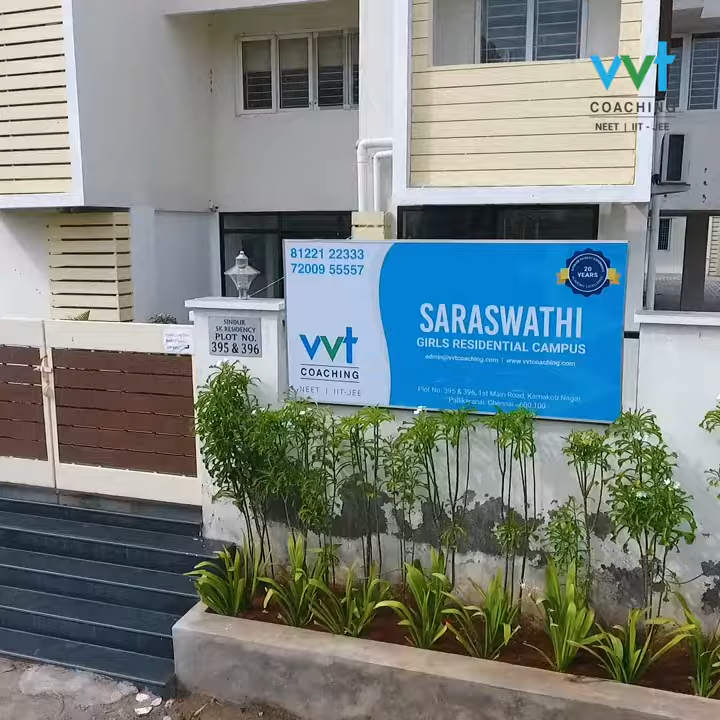 vvt
COACHING
NEET | IIT - JEE
81221 22333
72009 55557
20
YEARS
SINDUR
SK RESIDENCY
PLOT NO.
395 & 396
SARASWATHI
GIRLS RESIDENTIAL CAMPUS
admin@vvtcoaching.com | www.vvtcoaching.com
vvt
COACHING
NEET | IIT-JEE
Plot No. 395 & 396, 1st Main Road, Kamakoti Nagar,
Pallikaranai, Chennai - 600 100